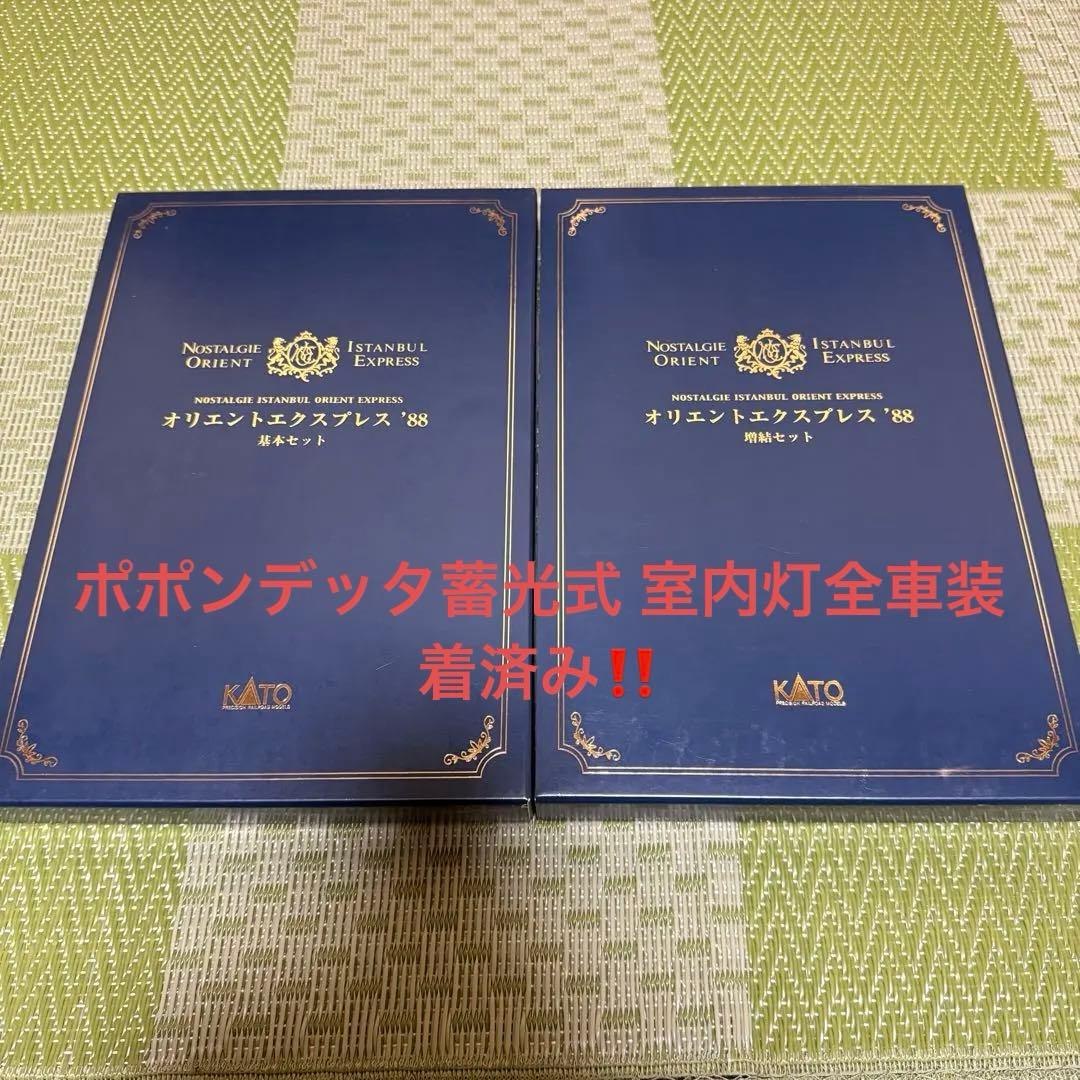 NOSTALGIE ISTANBUL
ORIENT EXPRESS
NOSTALGIE ISTANBUL ORIENT EXPRESS
オリエントエクスプレス ’88
基本セット
KATO
PRECISION RAILROAD MODELS
NOSTALGIE ISTANBUL
ORIENT EXPRESS
NOSTALGIE ISTANBUL ORIENT EXPRESS
オリエントエクスプレス ’88
増結セット
KATO
PRECISION RAILROAD MODELS
ポポンデッタ蓄光式 室内灯全車装
着済み‼️